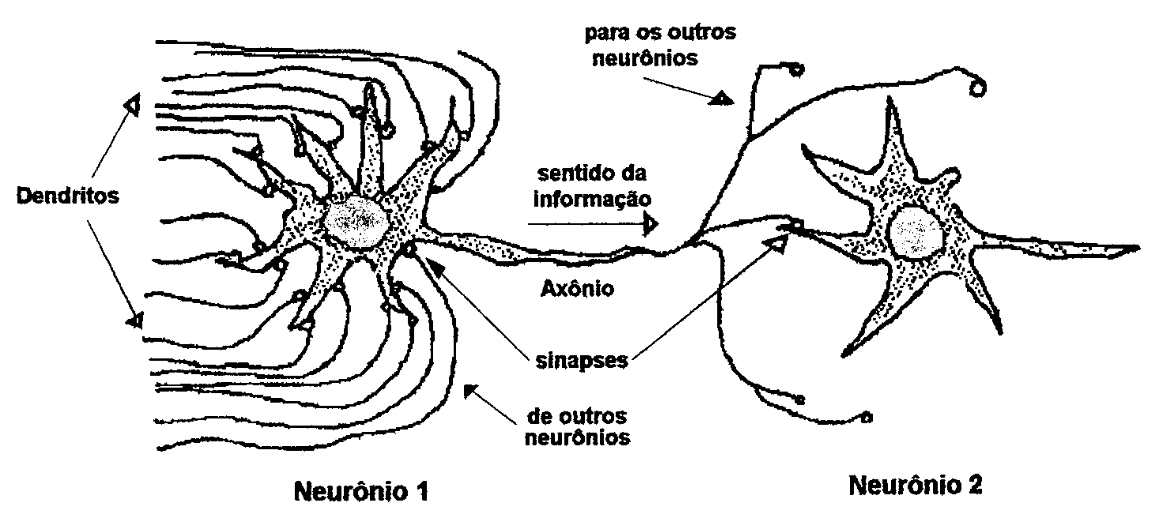 para os outros
neurônios
Dendritos
sentido da
informação
Axônio
sinapses
de outros
neurônios
Neurônio 1
Neurônio 2